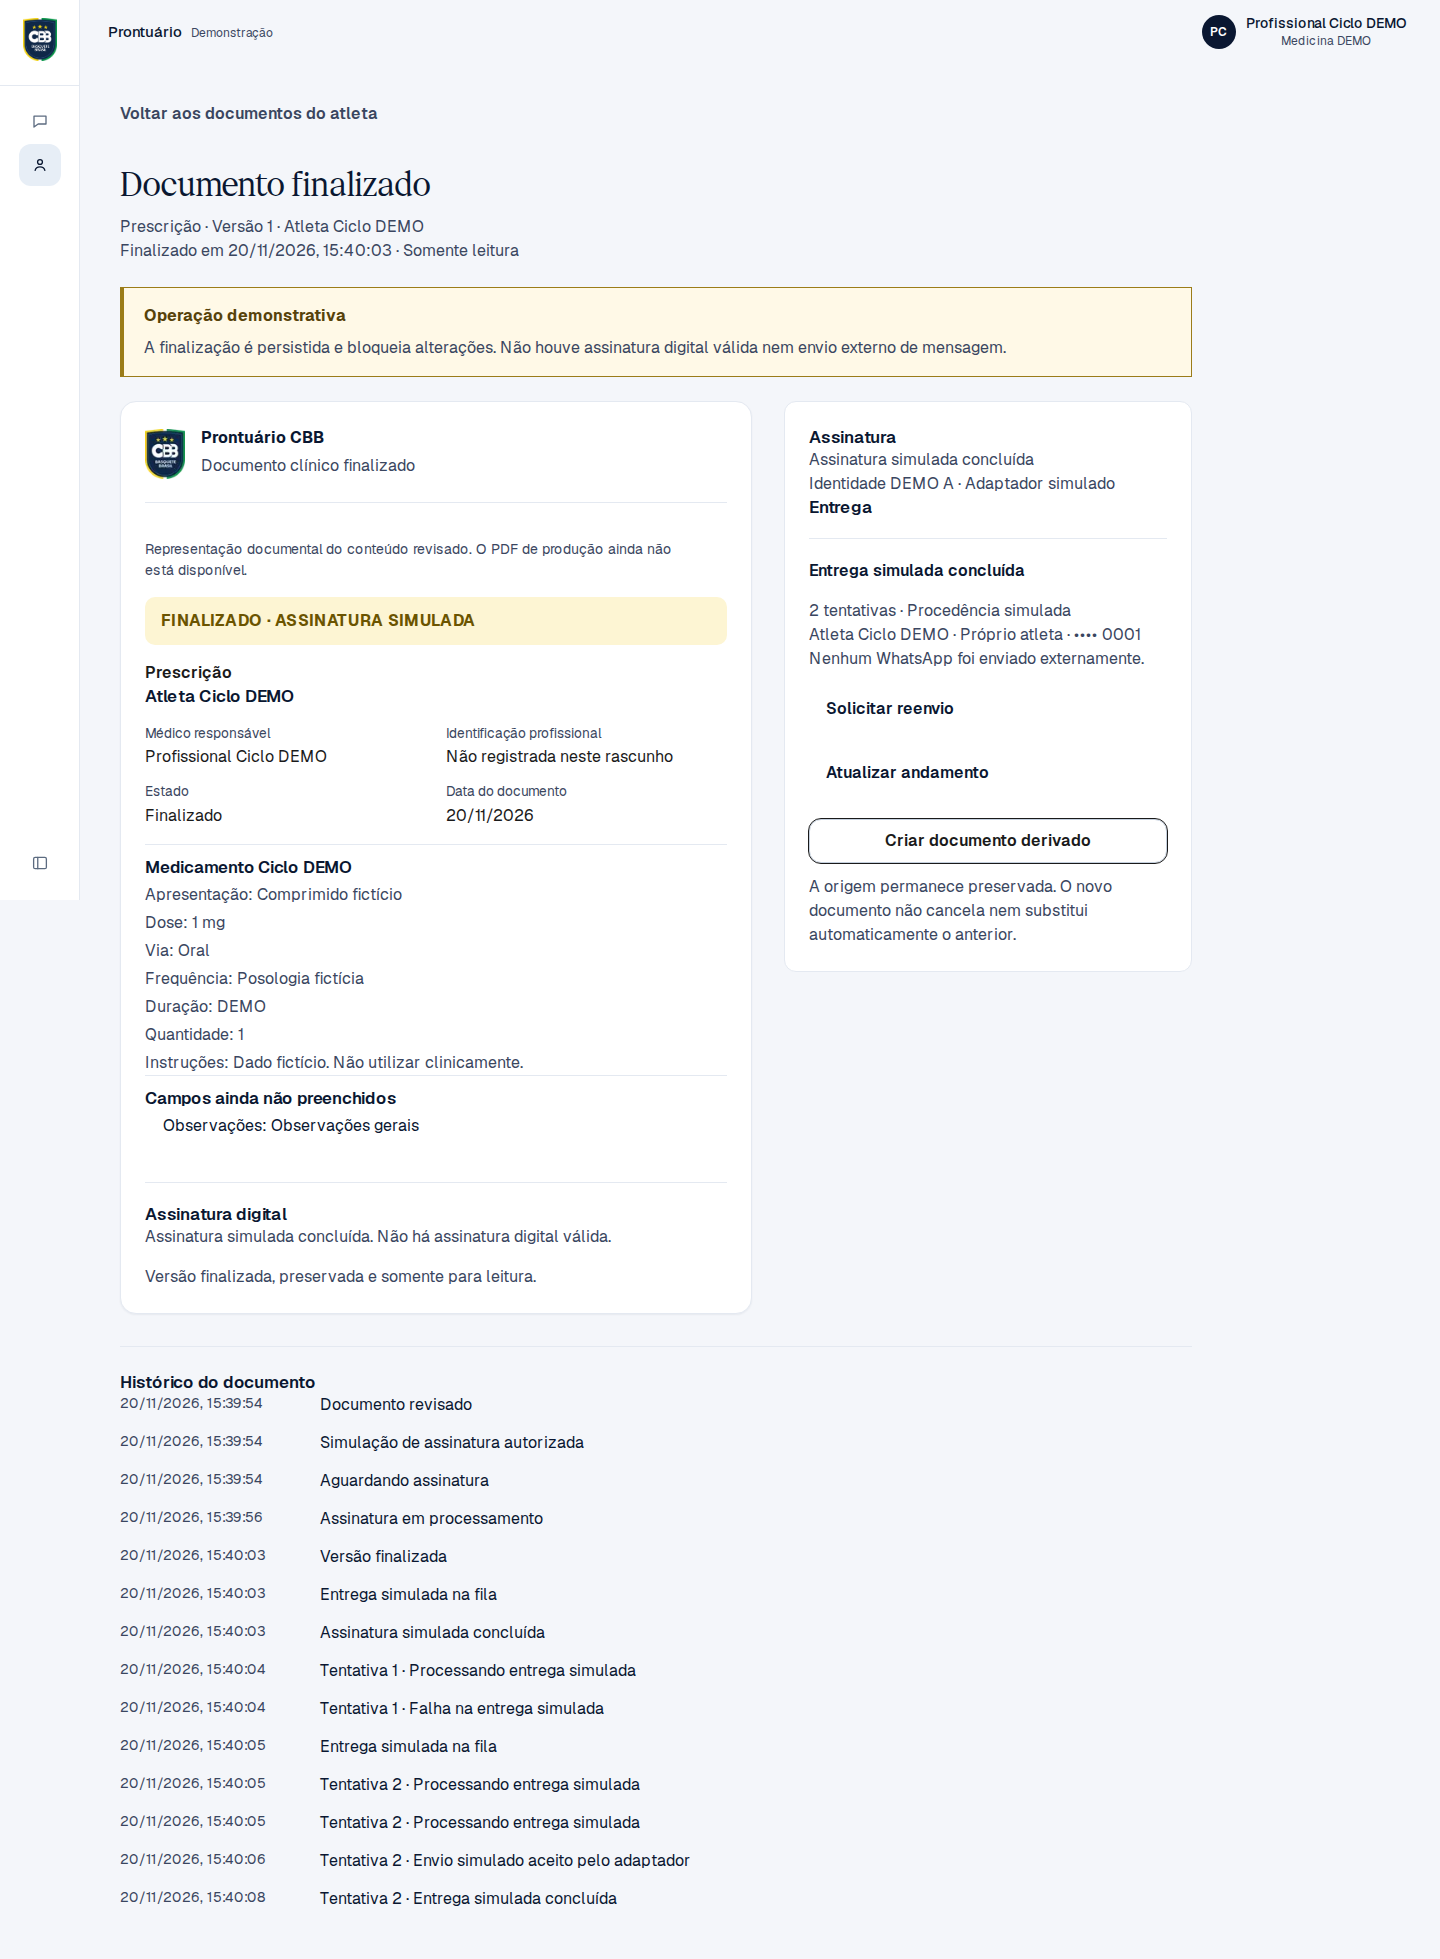 CBB
BASQUETE
BRASIL
Prontuário Demonstração
PC
Profissional Ciclo DEMO
Medicina DEMO
Voltar aos documentos do atleta
Documento finalizado
Prescrição · Versão 1 · Atleta Ciclo DEMO
Finalizado em 20/11/2026, 15:40:03 · Somente leitura
Operação demonstrativa
A finalização é persistida e bloqueia alterações. Não houve assinatura digital válida nem envio externo de mensagem.
CBB
BASQUETE
BRASIL
Prontuário CBB
Documento clínico finalizado
Representação documental do conteúdo revisado. O PDF de produção ainda não
está disponível.
FINALIZADO · ASSINATURA SIMULADA
Prescrição
Atleta Ciclo DEMO
Médico responsável
Profissional Ciclo DEMO
Identificação profissional
Não registrada neste rascunho
Estado
Finalizado
Data do documento
20/11/2026
Medicamento Ciclo DEMO
Apresentação: Comprimido fictício
Dose: 1 mg
Via: Oral
Frequência: Posologia fictícia
Duração: DEMO
Quantidade: 1
Instruções: Dado fictício. Não utilizar clinicamente.
Campos ainda não preenchidos
Observações: Observações gerais
Assinatura digital
Assinatura simulada concluída. Não há assinatura digital válida.
Versão finalizada, preservada e somente para leitura.
Assinatura
Assinatura simulada concluída
Identidade DEMO A · Adaptador simulado
Entrega
Entrega simulada concluída
2 tentativas · Procedência simulada
Atleta Ciclo DEMO · Próprio atleta · •••• 0001
Nenhum WhatsApp foi enviado externamente.
Solicitar reenvio
Atualizar andamento
Criar documento derivado
A origem permanece preservada. O novo
documento não cancela nem substitui
automaticamente o anterior.
Histórico do documento
20/11/2026, 15:39:54 Documento revisado
20/11/2026, 15:39:54 Simulação de assinatura autorizada
20/11/2026, 15:39:54 Aguardando assinatura
20/11/2026, 15:39:56 Assinatura em processamento
20/11/2026, 15:40:03 Versão finalizada
20/11/2026, 15:40:03 Entrega simulada na fila
20/11/2026, 15:40:03 Assinatura simulada concluída
20/11/2026, 15:40:04 Tentativa 1 · Processando entrega simulada
20/11/2026, 15:40:04 Tentativa 1 · Falha na entrega simulada
20/11/2026, 15:40:05 Entrega simulada na fila
20/11/2026, 15:40:05 Tentativa 2 · Processando entrega simulada
20/11/2026, 15:40:05 Tentativa 2 · Processando entrega simulada
20/11/2026, 15:40:06 Tentativa 2 · Envio simulado aceito pelo adaptador
20/11/2026, 15:40:08 Tentativa 2 · Entrega simulada concluída